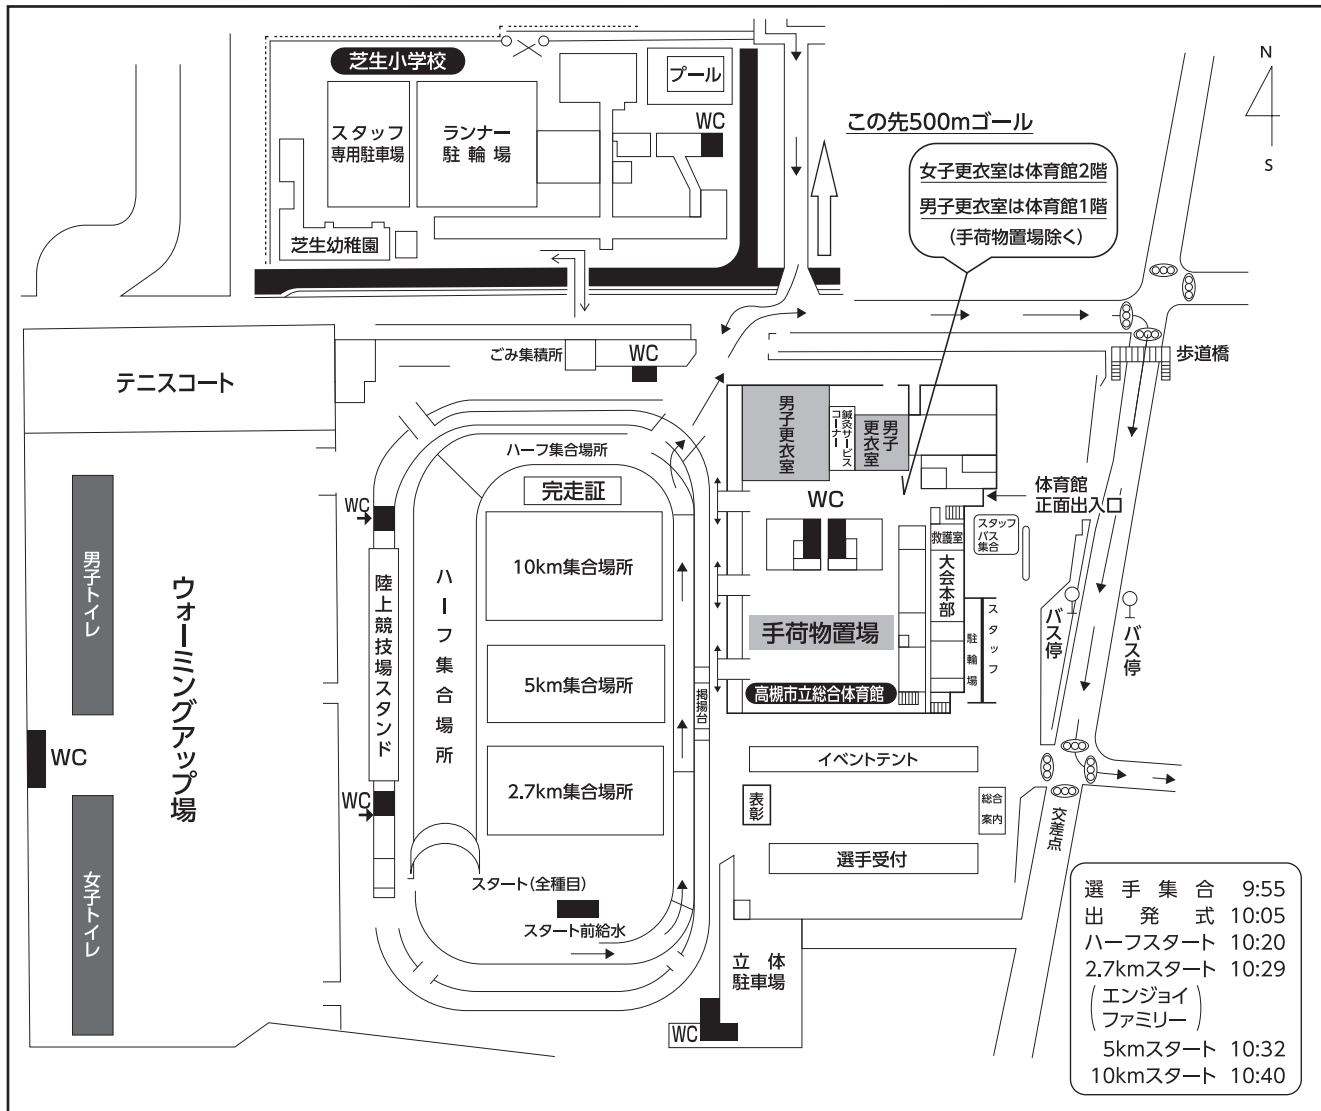 芝生小学校
スタッフ
専用駐車場
ランナー
駐輪場
プール
WC
芝生幼稚園
N
S
この先500mゴール
女子更衣室は体育館2階
男子更衣室は体育館1階
(手荷物置場除く)
テニスコート
ごみ集積所
WC
歩道橋
男子更衣室
鍼灸サービス
コーナー
男子
更衣室
ハーフ集合場所
完走証
WC
WC
体育館
正面出入口
スタッフ
バス
集合
救護室
大会本部
10km集合場所
男子トイレ
ウォーミングアップ場
陸上競技場スタンド
ハーフ集合場所
手荷物置場
スタッフ
駐輪場
バス停
バス停
5km集合場所
掲揚台
高槻市立総合体育館
WC
イベントテント
2.7km集合場所
WC
表彰
総合
案内
交差点
選手受付
女子トイレ
スタート(全種目)
スタート前給水
立体
駐車場
WC
選手集合 9:55
出発式 10:05
ハーフスタート 10:20
2.7kmスタート 10:29
(エンジョイ
ファミリー)
5kmスタート 10:32
10kmスタート 10:40